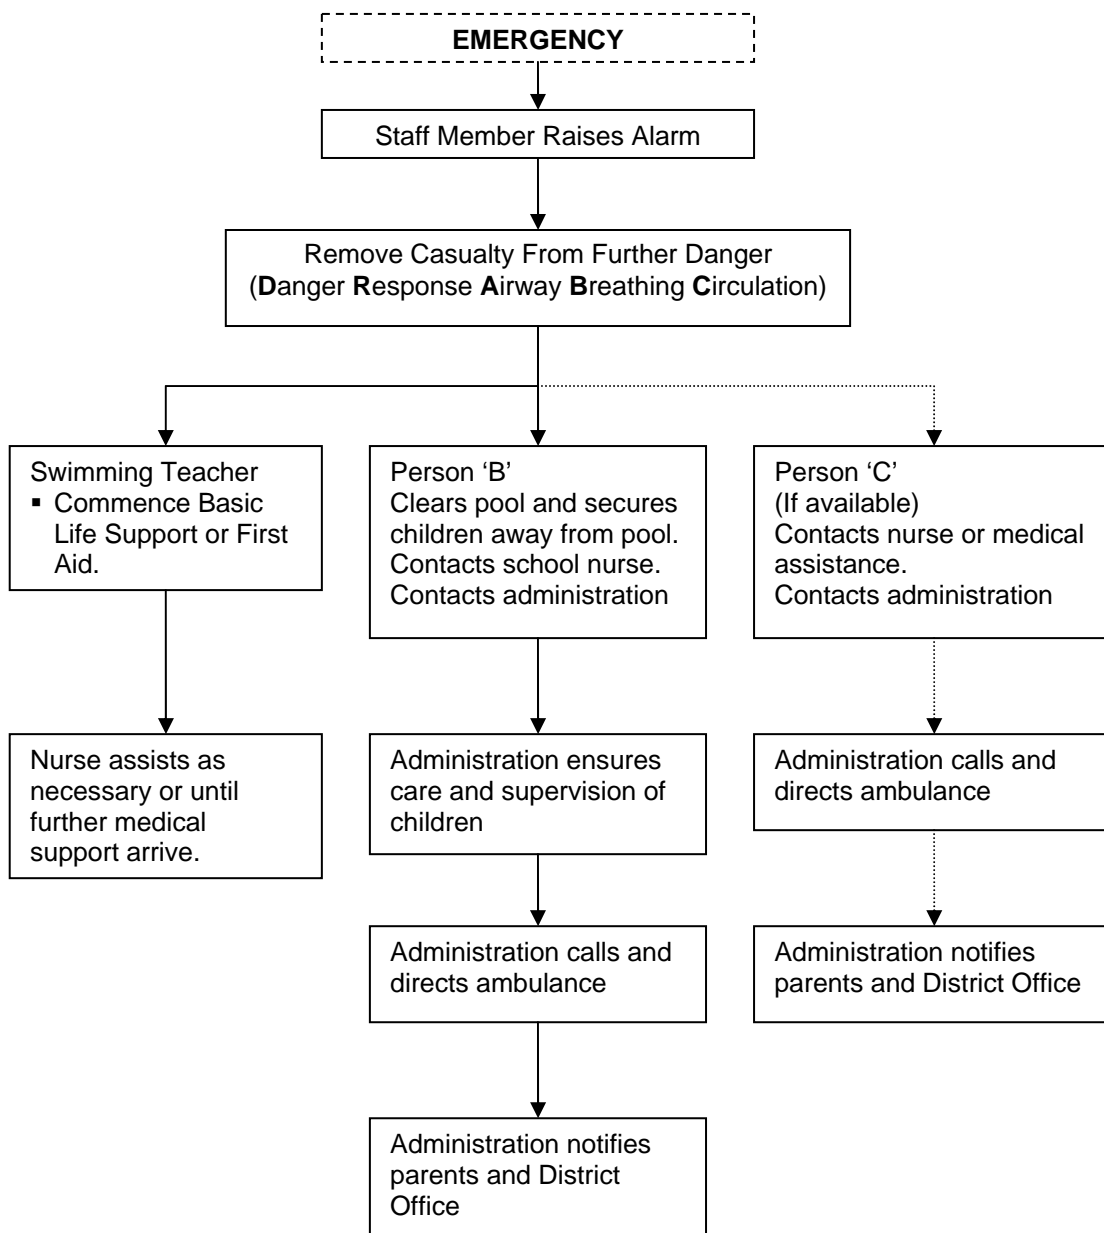 EMERGENCY
Staff Member Raises Alarm
Remove Casualty From Further Danger
(Danger Response Airway Breathing Circulation)
Swimming Teacher
▪ Commence Basic
Life Support or First
Aid.
Person ‘B’
Clears pool and secures
children away from pool.
Contacts school nurse.
Contacts administration
Person ‘C’
(If available)
Contacts nurse or medical
assistance.
Contacts administration
Nurse assists as
necessary or until
further medical
support arrive.
Administration ensures
care and supervision of
children
Administration calls and
directs ambulance
Administration calls and
directs ambulance
Administration notifies
parents and District Office
Administration notifies
parents and District
Office